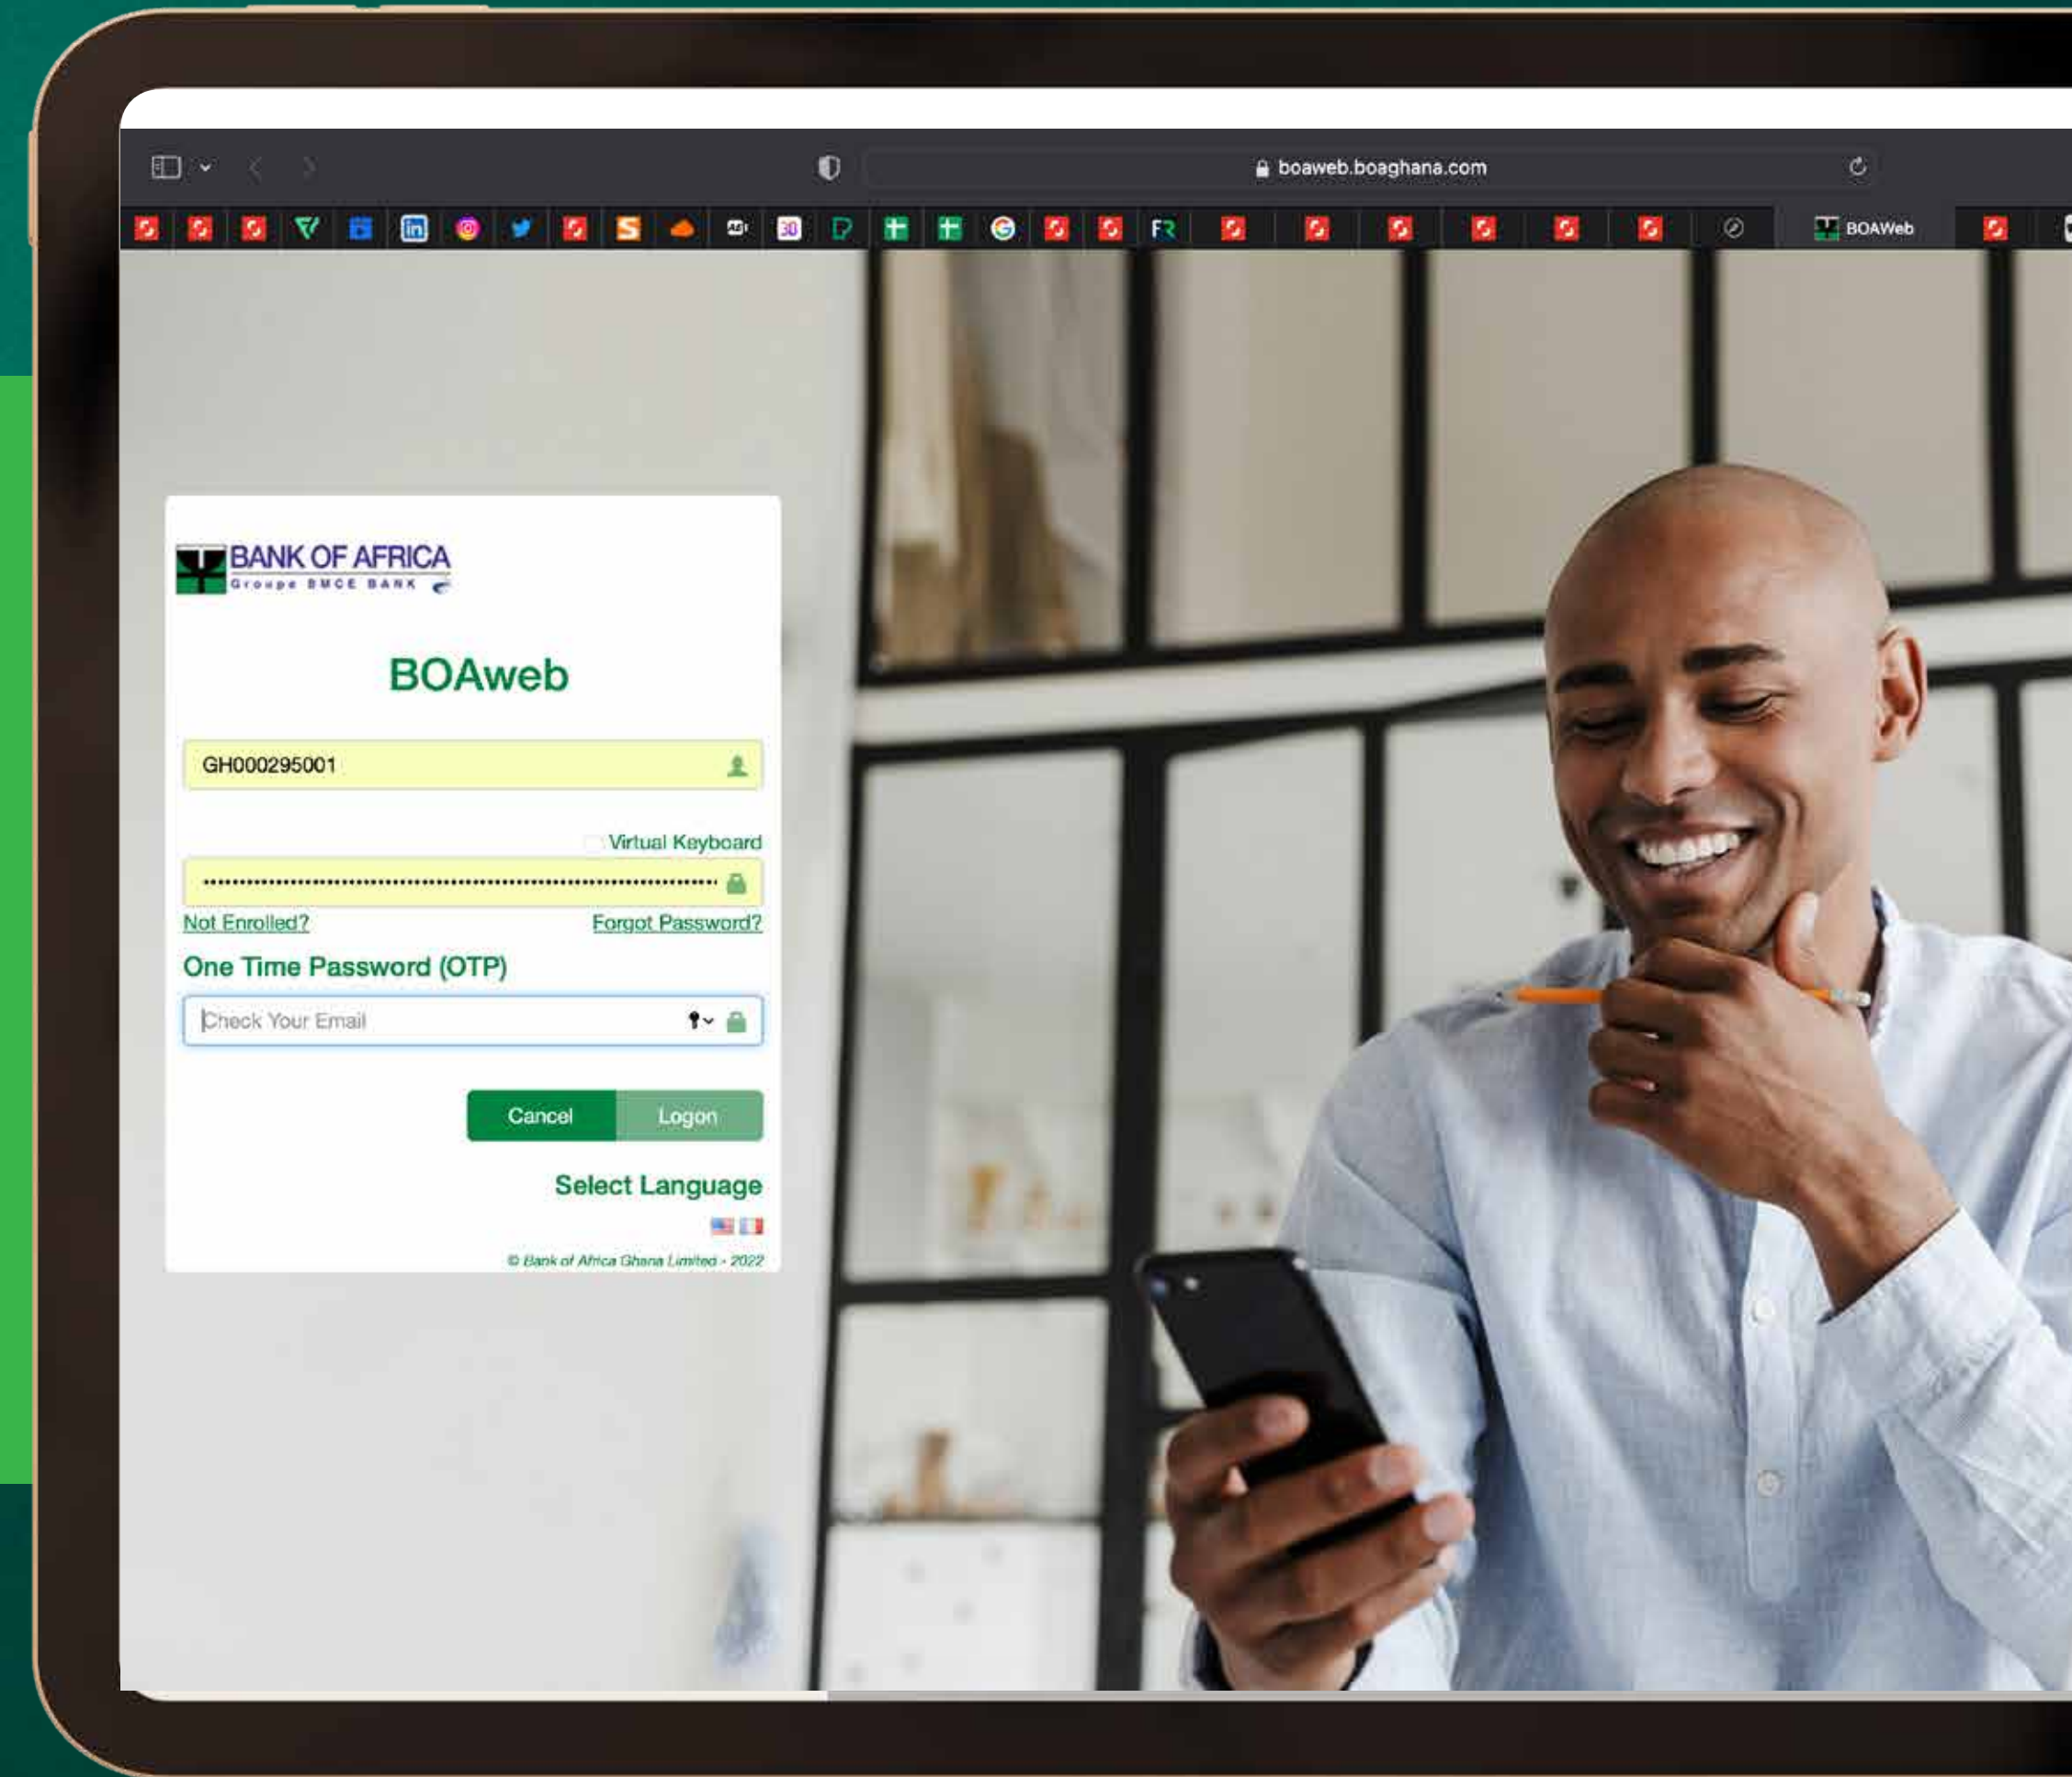 boaweb.boaghana.com
30
FR
BOAWeb
BANK OF AFRICA
Groupe BMCE BANK
BOAweb
GH000295001
Virtual Keyboard
Not Enrolled?
Forgot Password?
One Time Password (OTP)
Check Your Email
Cancel
Logon
Select Language
© Bank of Africa Ghana Limited - 2022